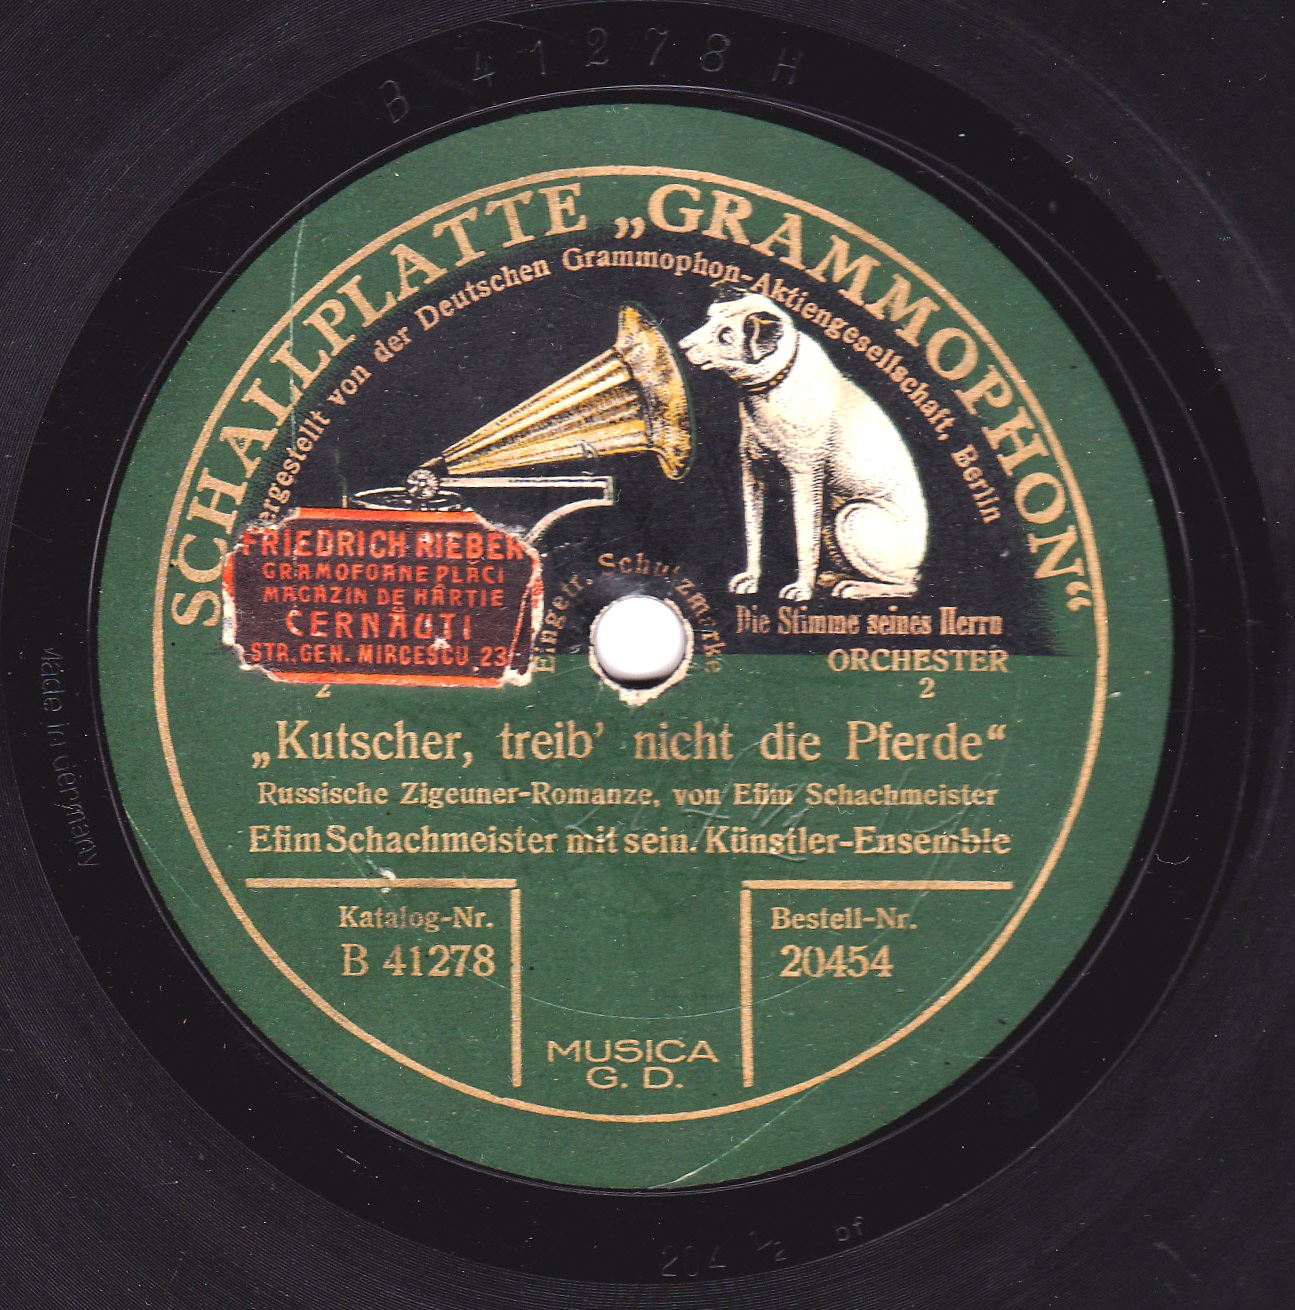 B 41278 H
SCHALLPLATTE „GRAMMOPHON“
ergestellt von der Deutschen Grammophon-Aktiengesellschaft, Berlin
FRIEDRICH RIEBER
GRAMOFOANE PLĂCI
MAGAZIN DE HÂRTIE
CERNĂUȚI
STR. GEN. MIRCESCU 23
Eingetr. Schutzmarke
Die Stimme seines Herrn
ORCHESTER
2
2
„Kutscher, treib’ nicht die Pferde“
Russische Zigeuner-Romanze, von Efim Schachmeister
Efim Schachmeister mit sein. Künstler-Ensemble
Katalog-Nr.
B 41278
Bestell-Nr.
20454
MUSICA
G. D.
Made in Germany